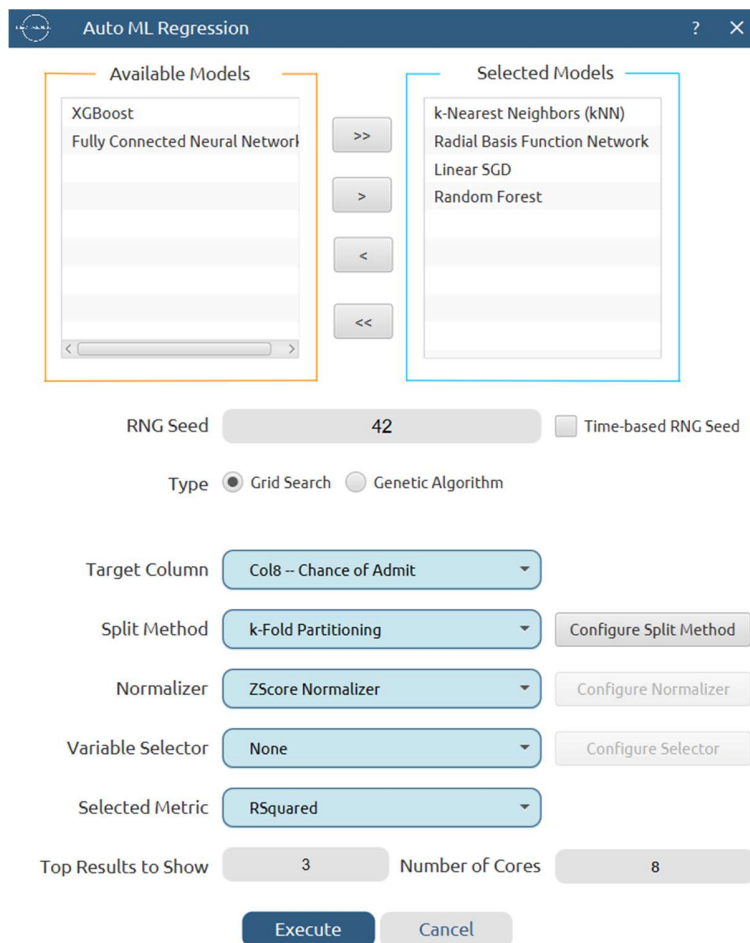 Auto ML Regression ? ×
Available Models
Selected Models
XGBoost
Fully Connected Neural Network
>>
>
<
<<
k-Nearest Neighbors (kNN)
Radial Basis Function Network
Linear SGD
Random Forest
RNG Seed 42 Time-based RNG Seed
Type Grid Search Genetic Algorithm
Target Column Col8 -- Chance of Admit
Split Method k-Fold Partitioning Configure Split Method
Normalizer ZScore Normalizer Configure Normalizer
Variable Selector None Configure Selector
Selected Metric RSquared
Top Results to Show 3 Number of Cores 8
Execute Cancel